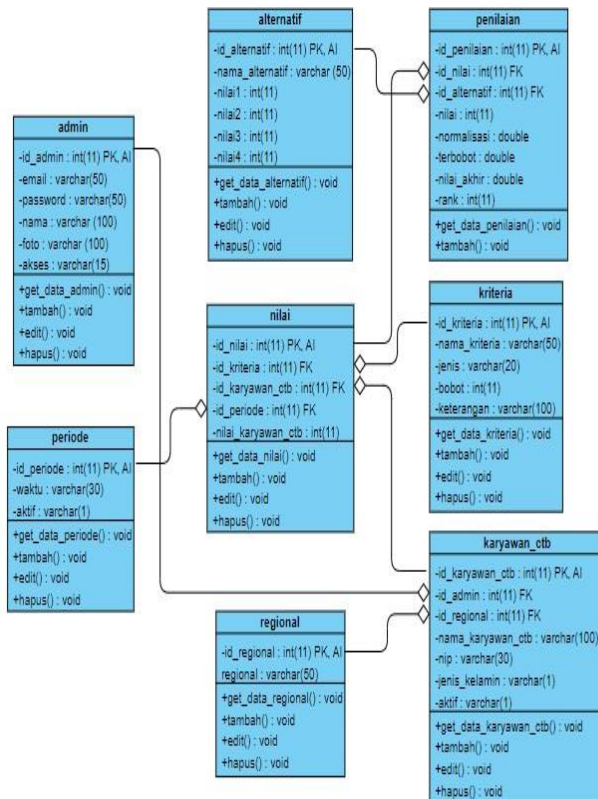 alternatif
-id_alternatif : int(11) PK, AI
-nama_alternatif : varchar (50)
-nilai1 : int(11)
-nilai2 : int(11)
-nilai3 : int(11)
-nilai4 : int(11)
+get_data_alternatif() : void
+tambah() : void
+edit() : void
+hapus() : void
penilaian
-id_penilaian : int(11) PK, AI
-id_nilai : int(11) FK
-id_alternatif : int(11) FK
-nilai : int(11)
-normalisasi : double
-terbobot : double
-nilai_akhir : double
-rank : int(11)
+get_data_penilaian() : void
+tambah() : void
admin
-id_admin : int(11) PK, AI
-email : varchar(50)
-password : varchar(50)
-nama : varchar (100)
-foto : varchar (100)
-akses : varchar(15)
+get_data_admin() : void
+tambah() : void
+edit() : void
+hapus() : void
nilai
-id_nilai : int(11) PK, AI
-id_kriteria : int(11) FK
-id_karyawan_ctb : int(11) FK
-id_periode : int(11) FK
-nilai_karyawan_ctb : int(11)
+get_data_nilai() : void
+tambah() : void
+edit() : void
+hapus() : void
kriteria
-id_kriteria : int(11) PK, AI
-nama_kriteria : varchar(50)
-jenis : varchar(20)
-bobot : int(11)
-keterangan : varchar(100)
+get_data_kriteria() : void
+tambah() : void
+edit() : void
+hapus() : void
periode
-id_periode : int(11) PK, AI
-waktu : varchar(30)
-aktif : varchar(1)
+get_data_periode() : void
+tambah() : void
+edit() : void
+hapus() : void
karyawan_ctb
-id_karyawan_ctb : int(11) PK, AI
-id_admin : int(11) FK
-id_regional : int(11) FK
-nama_karyawan_ctb : varchar(100)
-nip : varchar(30)
-jenis_kelamin : varchar(1)
-aktif : varchar(1)
+get_data_karyawan_ctb() : void
+tambah() : void
+edit() : void
+hapus() : void
regional
-id_regional : int(11) PK, AI
regional : varchar(50)
+get_data_regional() : void
+tambah() : void
+edit() : void
+hapus() : void